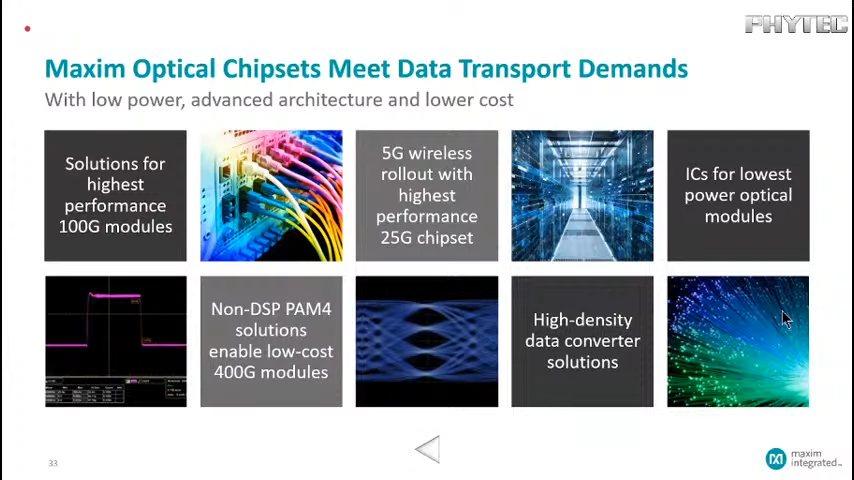 PHYTEC
Maxim Optical Chipsets Meet Data Transport Demands
With low power, advanced architecture and lower cost
Solutions for
highest
performance
100G modules
5G wireless
rollout with
highest
performance
25G chipset
ICs for lowest
power optical
modules
Non-DSP PAM4
solutions
enable low-cost
400G modules
High-density
data converter
solutions
33
maxim
integrated™